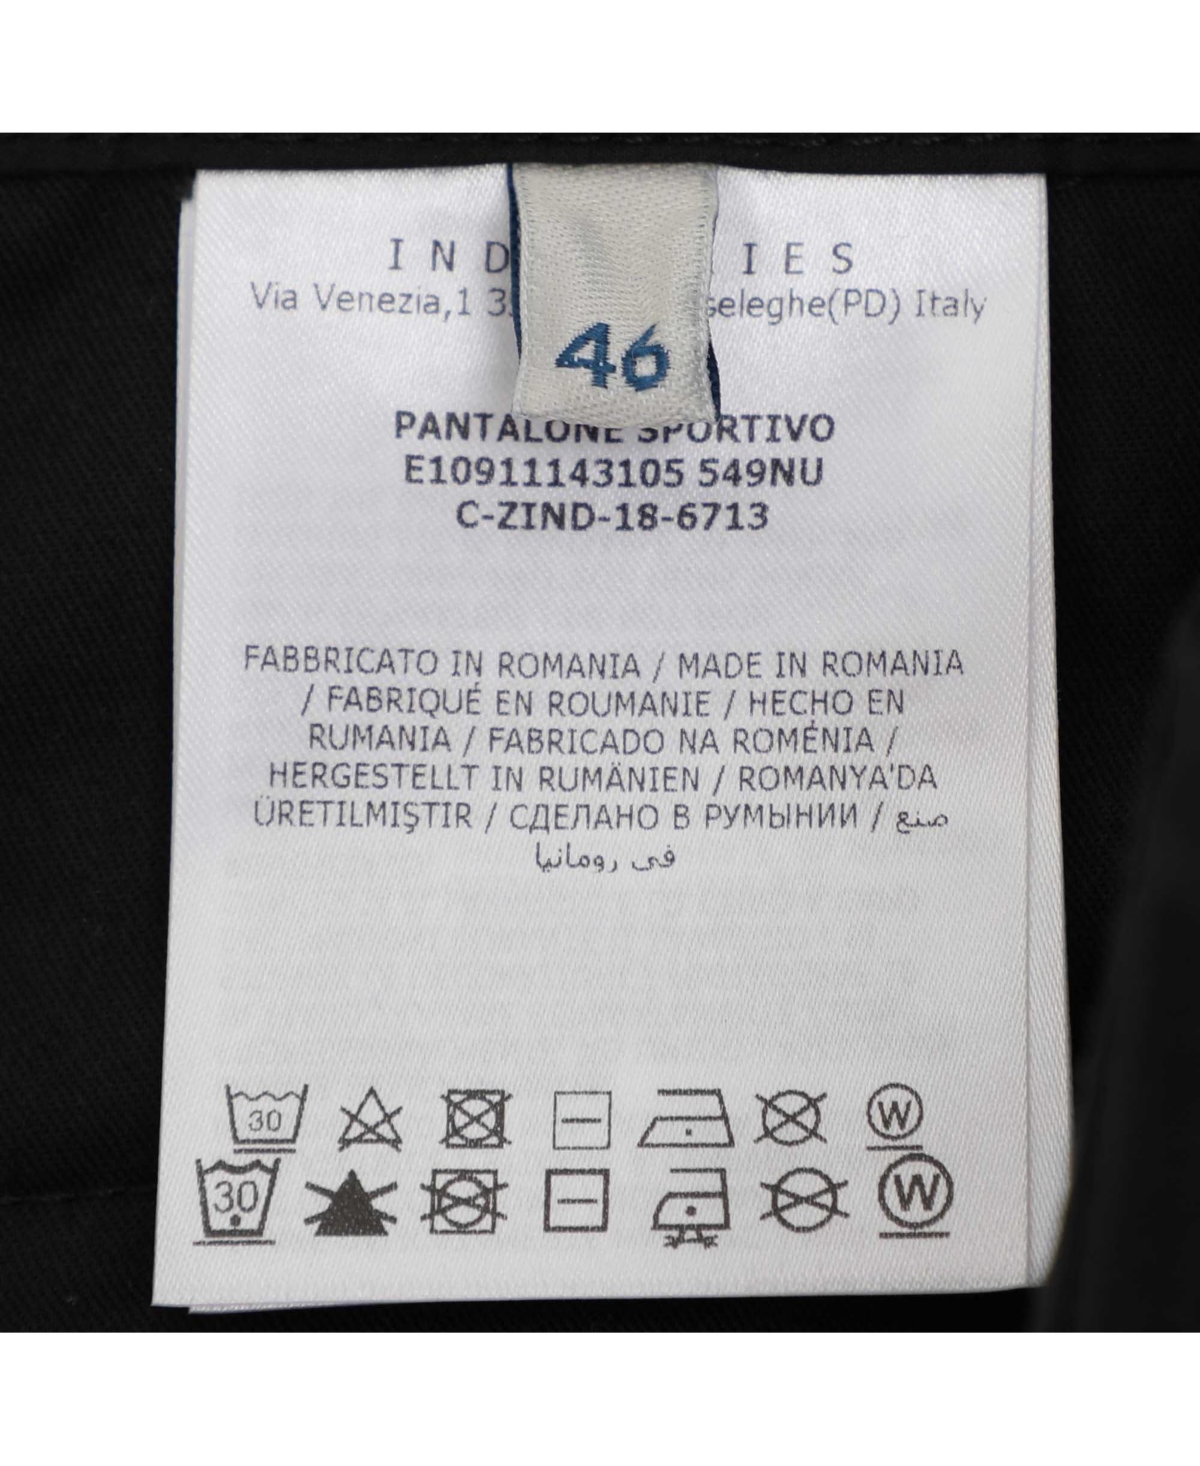 I N D I E S
Via Venezia,1 3 seleghe(PD) Italy
46
PANTALONE SPORTIVO
E10911143105 549NU
C-ZIND-18-6713
FABBRICATO IN ROMANIA / MADE IN ROMANIA
/ FABRIQUÉ EN ROUMANIE / HECHO EN
RUMANIA / FABRICADO NA ROMÉNIA /
HERGESTELLT IN RUMÄNIEN / ROMANYA'DA
ÜRETILMIŞTIR / СДЕЛАНО В РУМЫНИИ / صنع
في رومانيا
30 W
30 W